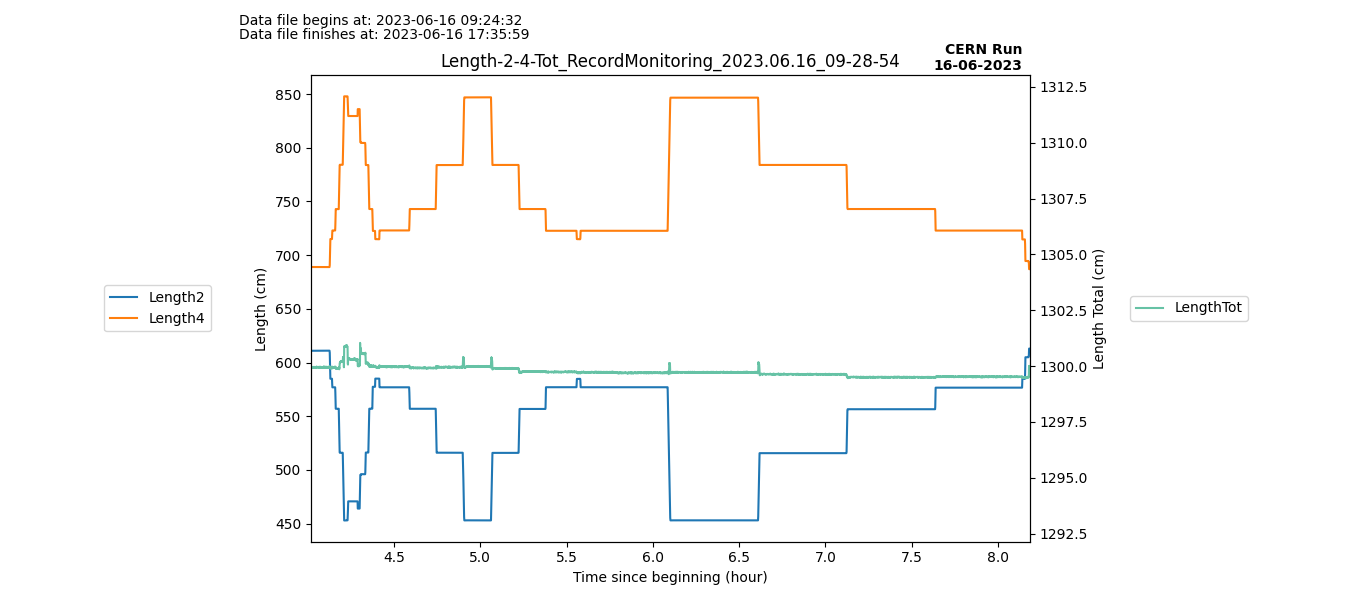 Data file begins at: 2023-06-16 09:24:32
Data file finishes at: 2023-06-16 17:35:59
CERN Run
16-06-2023
Length-2-4-Tot_RecordMonitoring_2023.06.16_09-28-54
850
800
750
700
650
600
550
500
450
Length (cm)
1312.5
1310.0
1307.5
1305.0
1302.5
1300.0
1297.5
1295.0
1292.5
Length Total (cm)
Length2
Length4
LengthTot
4.5 5.0 5.5 6.0 6.5 7.0 7.5 8.0
Time since beginning (hour)